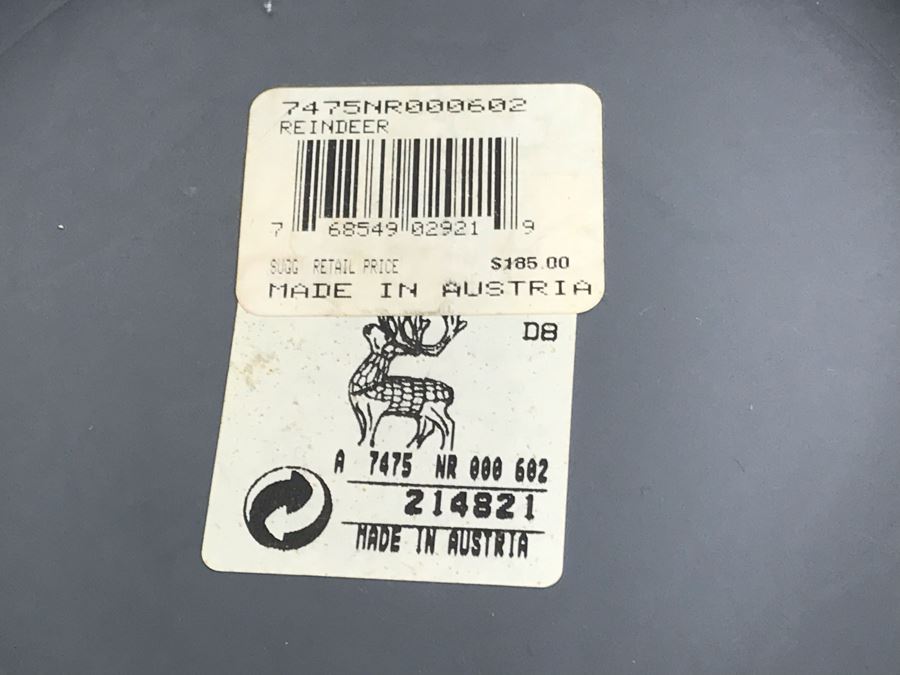 7475NR000602
REINDEER
7 68549 02921 9
SUGG RETAIL PRICE $185.00
MADE IN AUSTRIA
D8
A 7475 NR 000 602
214821
MADE IN AUSTRIA